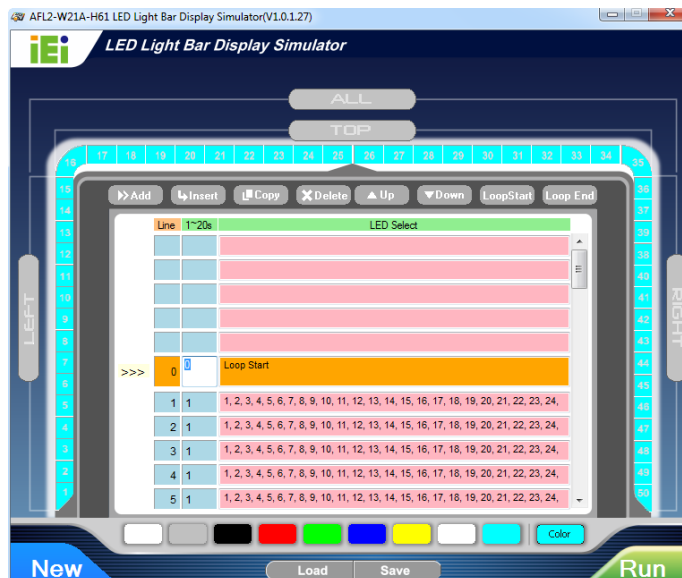 AFL2-W21A-H61 LED Light Bar Display Simulator(V1.0.1.27)
iEi
LED Light Bar Display Simulator
ALL
TOP
16 17 18 19 20 21 22 23 24 25 26 27 28 29 30 31 32 33 34 35
15 14 13 12 11 10 9 8 7 6 5 4 3 2 1
LEFT
Add Insert Copy Delete Up Down LoopStart Loop End
Line 1~20s LED Select
>>> 0 0 Loop Start
1 1 1, 2, 3, 4, 5, 6, 7, 8, 9, 10, 11, 12, 13, 14, 15, 16, 17, 18, 19, 20, 21, 22, 23, 24,
2 1 1, 2, 3, 4, 5, 6, 7, 8, 9, 10, 11, 12, 13, 14, 15, 16, 17, 18, 19, 20, 21, 22, 23, 24,
3 1 1, 2, 3, 4, 5, 6, 7, 8, 9, 10, 11, 12, 13, 14, 15, 16, 17, 18, 19, 20, 21, 22, 23, 24,
4 1 1, 2, 3, 4, 5, 6, 7, 8, 9, 10, 11, 12, 13, 14, 15, 16, 17, 18, 19, 20, 21, 22, 23, 24,
5 1 1, 2, 3, 4, 5, 6, 7, 8, 9, 10, 11, 12, 13, 14, 15, 16, 17, 18, 19, 20, 21, 22, 23, 24,
36 37 39 38 40 41 42 43 44 45 46 47 48 49 50
RIGHT
Color
New
Load Save
Run